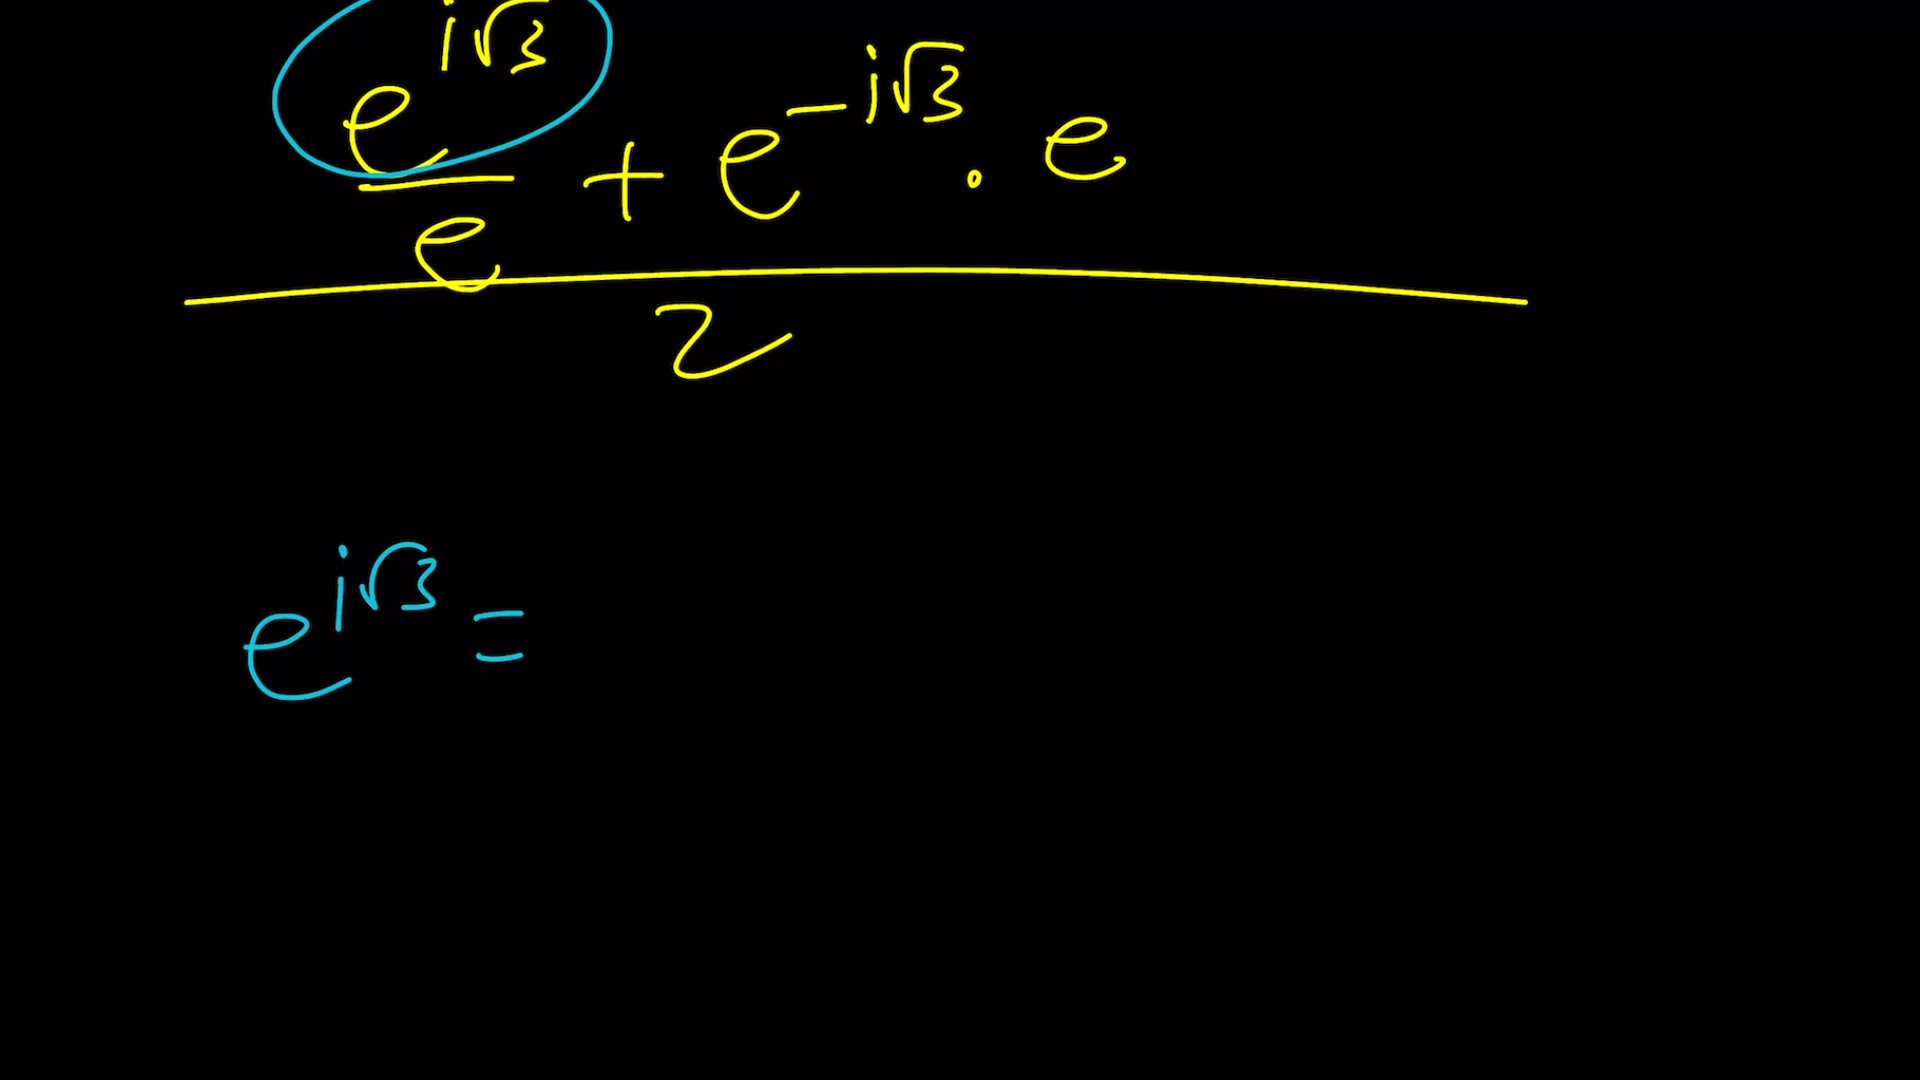 e^{i√3}/e + e^{-i√3} · e
2
e^{i√3} =